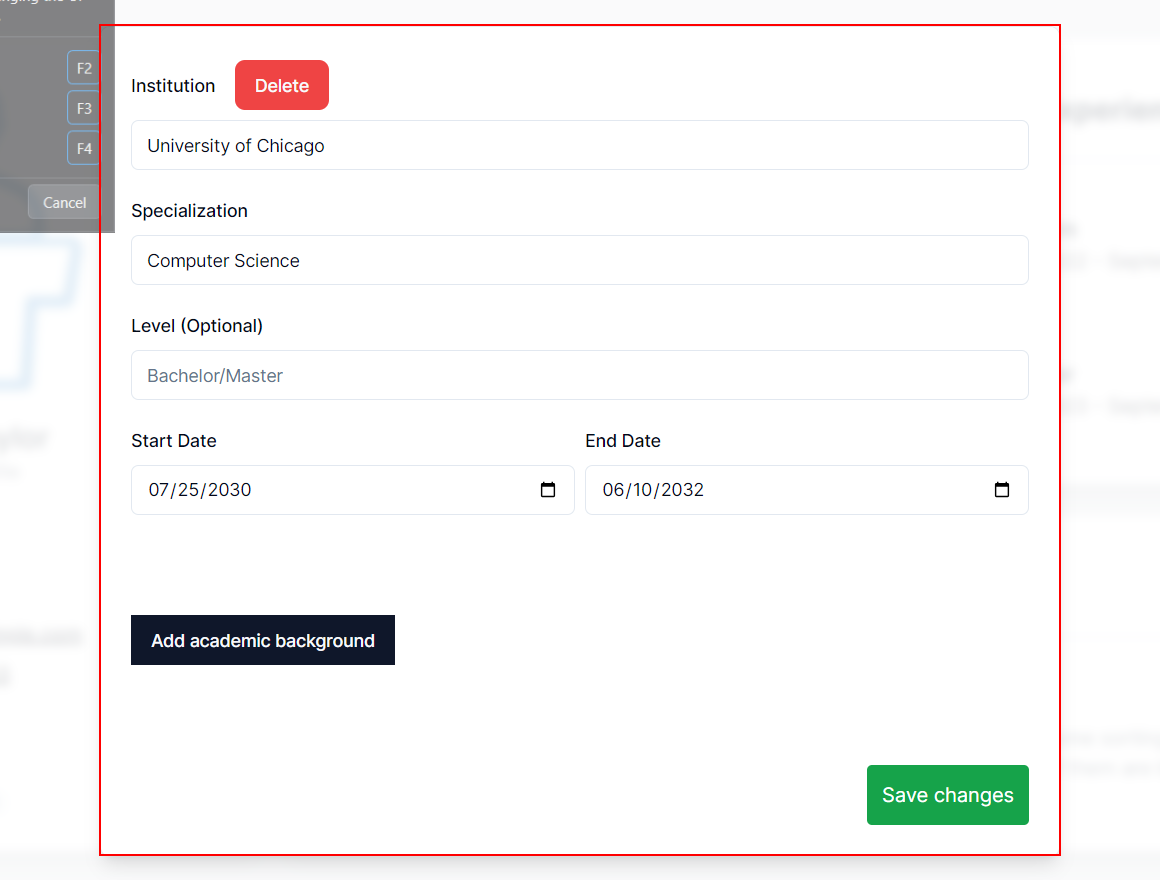 F2
F3
F4
Cancel
Institution
Delete
University of Chicago
Specialization
Computer Science
Level (Optional)
Bachelor/Master
Start Date
End Date
07/25/2030
06/10/2032
Add academic background
Save changes